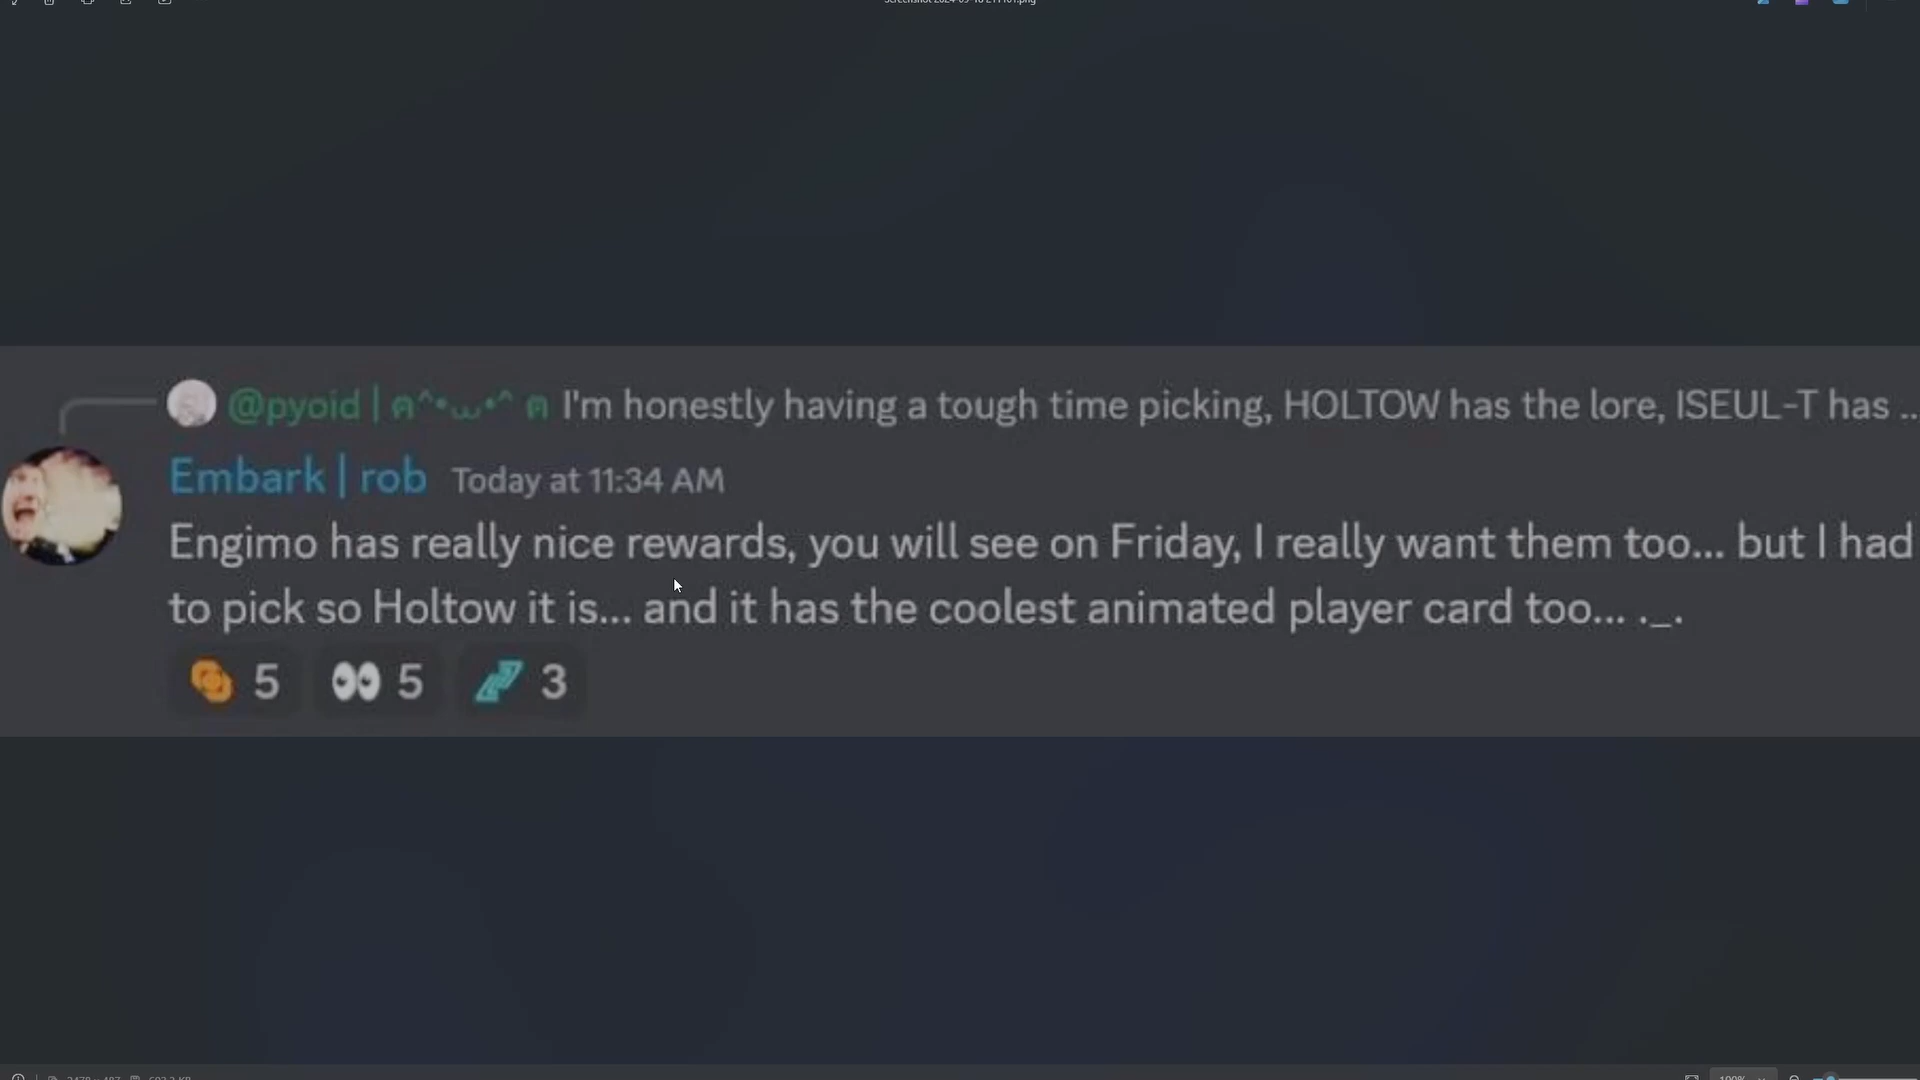 @pyoid | ฅ^•ω•^ ฅ I'm honestly having a tough time picking, HOLTOW has the lore, ISEUL-T has ..
Embark | rob Today at 11:34 AM
Engimo has really nice rewards, you will see on Friday, I really want them too... but I had
to pick so Holtow it is... and it has the coolest animated player card too... ._.
5 5 3